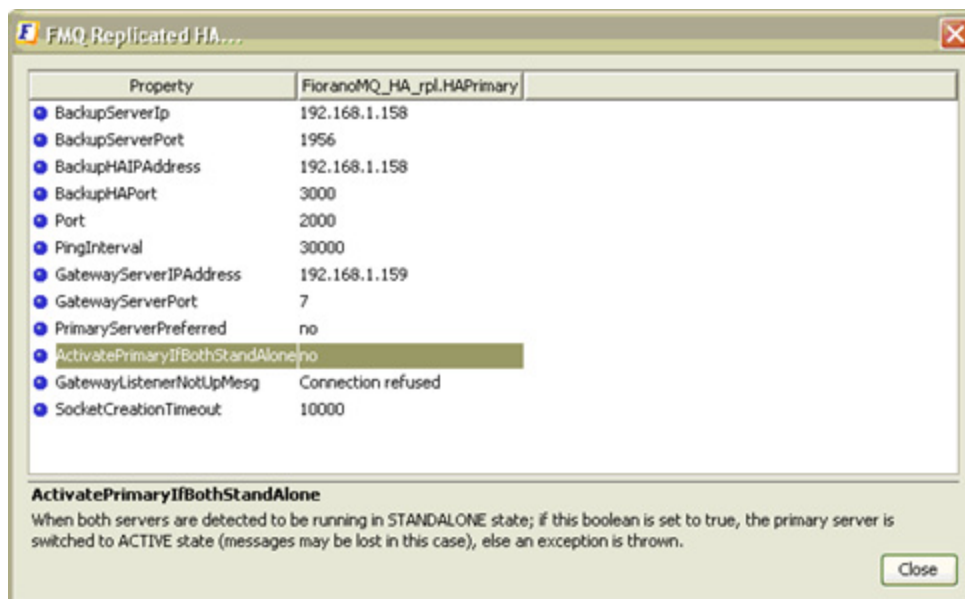 FMQ Replicated HA...
Property FioranoMQ_HA_rpl.HAPrimary
BackupServerIp 192.168.1.158
BackupServerPort 1956
BackupHAIPAddress 192.168.1.158
BackupHAPort 3000
Port 2000
PingInterval 30000
GatewayServerIPAddress 192.168.1.159
GatewayServerPort 7
PrimaryServerPreferred no
ActivatePrimaryIfBothStandAlone no
GatewayListenerNotUpMesg Connection refused
SocketCreationTimeout 10000
ActivatePrimaryIfBothStandAlone
When both servers are detected to be running in STANDALONE state; if this boolean is set to true, the primary server is
switched to ACTIVE state (messages may be lost in this case), else an exception is thrown.
Close